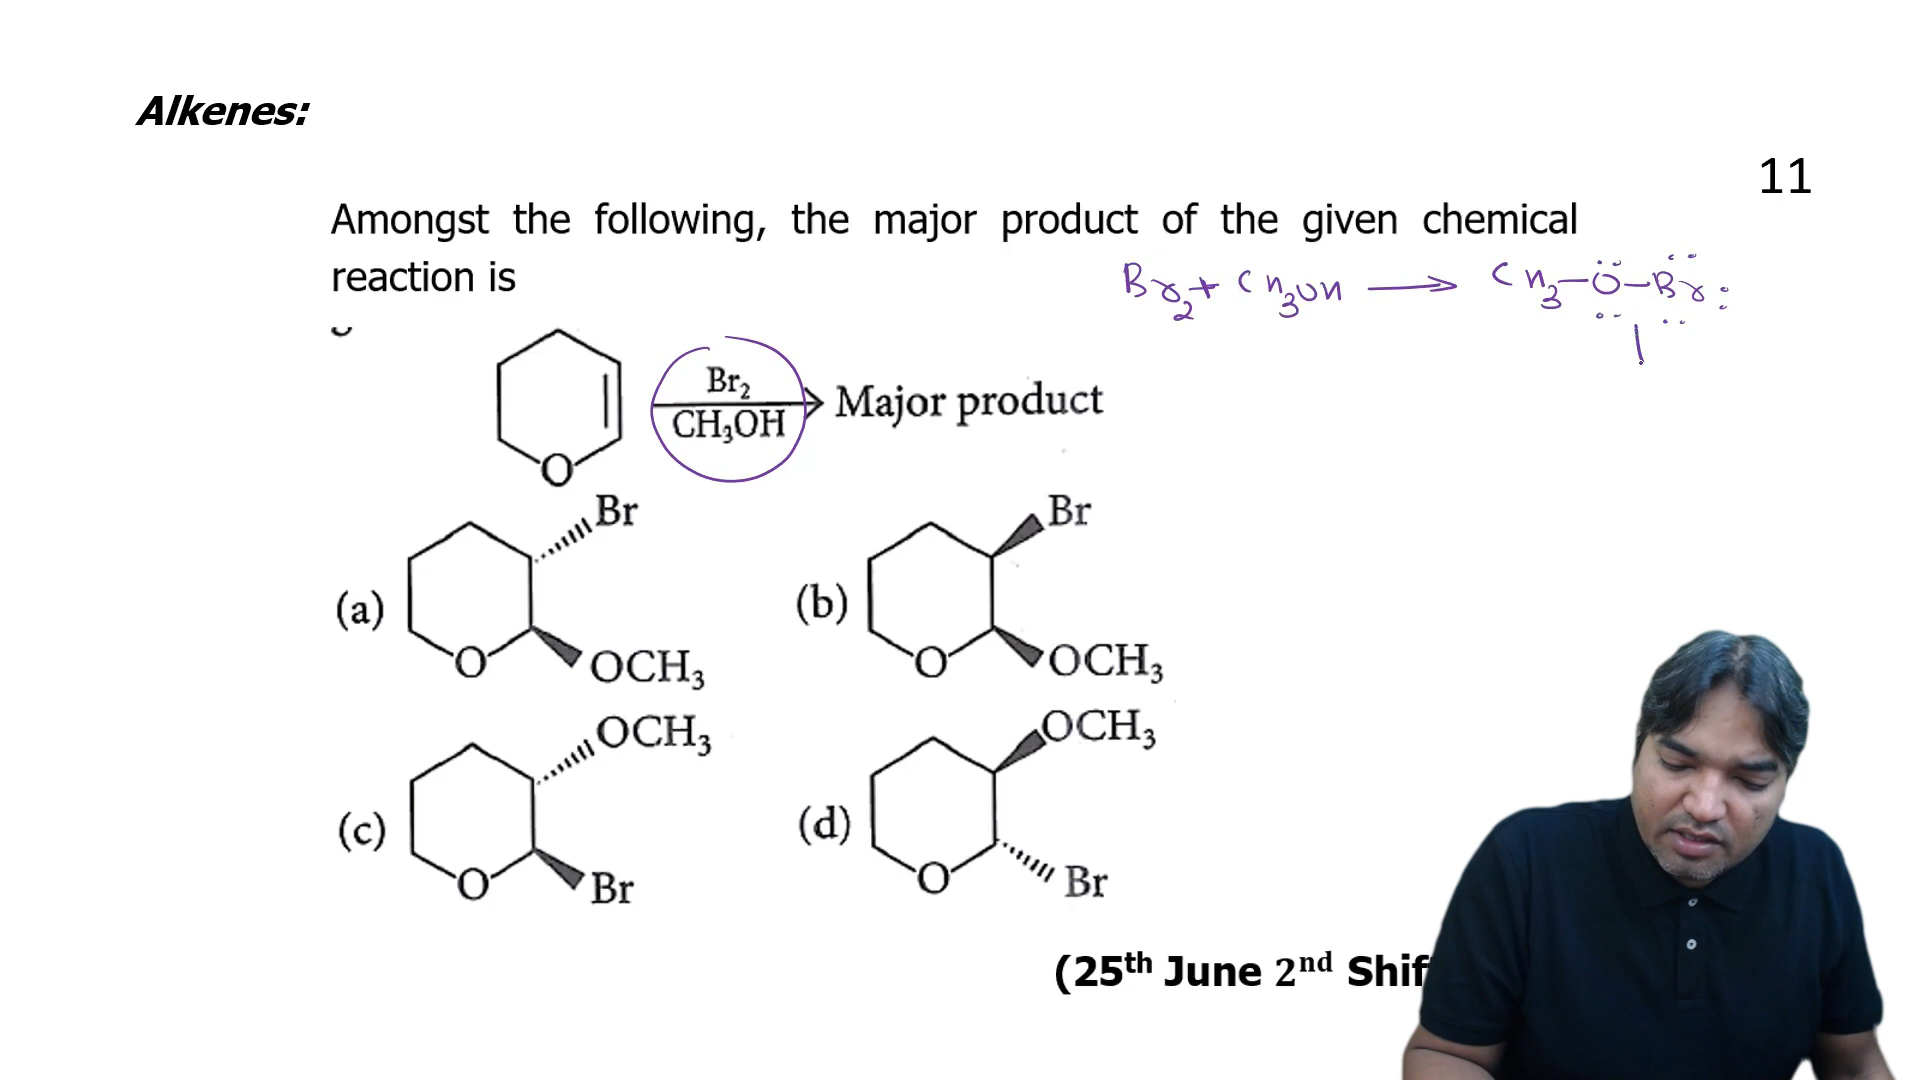 Alkenes:
11
Amongst the following, the major product of the given chemical
reaction is
Br₂ + CH₃OH ⟶ CH₃–O–Br
Br₂
CH₃OH
Major product
O
(a)
Br
O
OCH₃
(b)
Br
O
OCH₃
(c)
OCH₃
O
Br
(d)
OCH₃
O
Br
(25ᵗʰ June 2ⁿᵈ